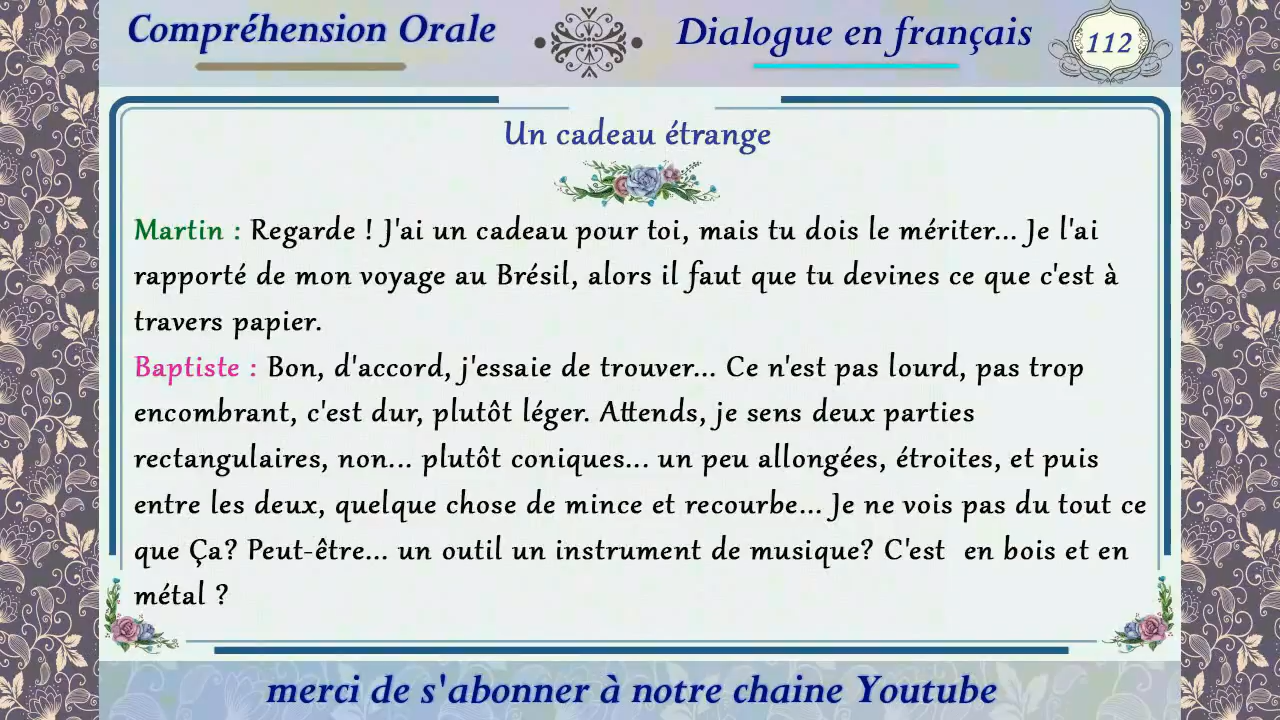 Compréhension Orale
Dialogue en français
112
Un cadeau étrange
Martin : Regarde ! J'ai un cadeau pour toi, mais tu dois le mériter... Je l'ai
rapporté de mon voyage au Brésil, alors il faut que tu devines ce que c'est à
travers papier.
Baptiste : Bon, d'accord, j'essaie de trouver... Ce n'est pas lourd, pas trop
encombrant, c'est dur, plutôt léger. Attends, je sens deux parties
rectangulaires, non... plutôt coniques... un peu allongées, étroites, et puis
entre les deux, quelque chose de mince et recourbe... Je ne vois pas du tout ce
que Ça? Peut-être... un outil un instrument de musique? C'est  en bois et en
métal ?
merci de s'abonner à notre chaine Youtube